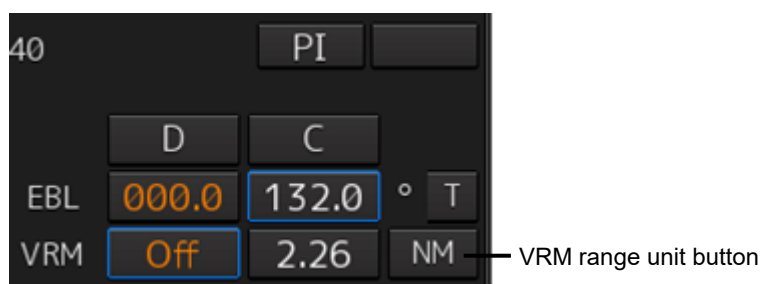 40 PI
D C
EBL 000.0 132.0 ° T
VRM Off 2.26 NM VRM range unit button